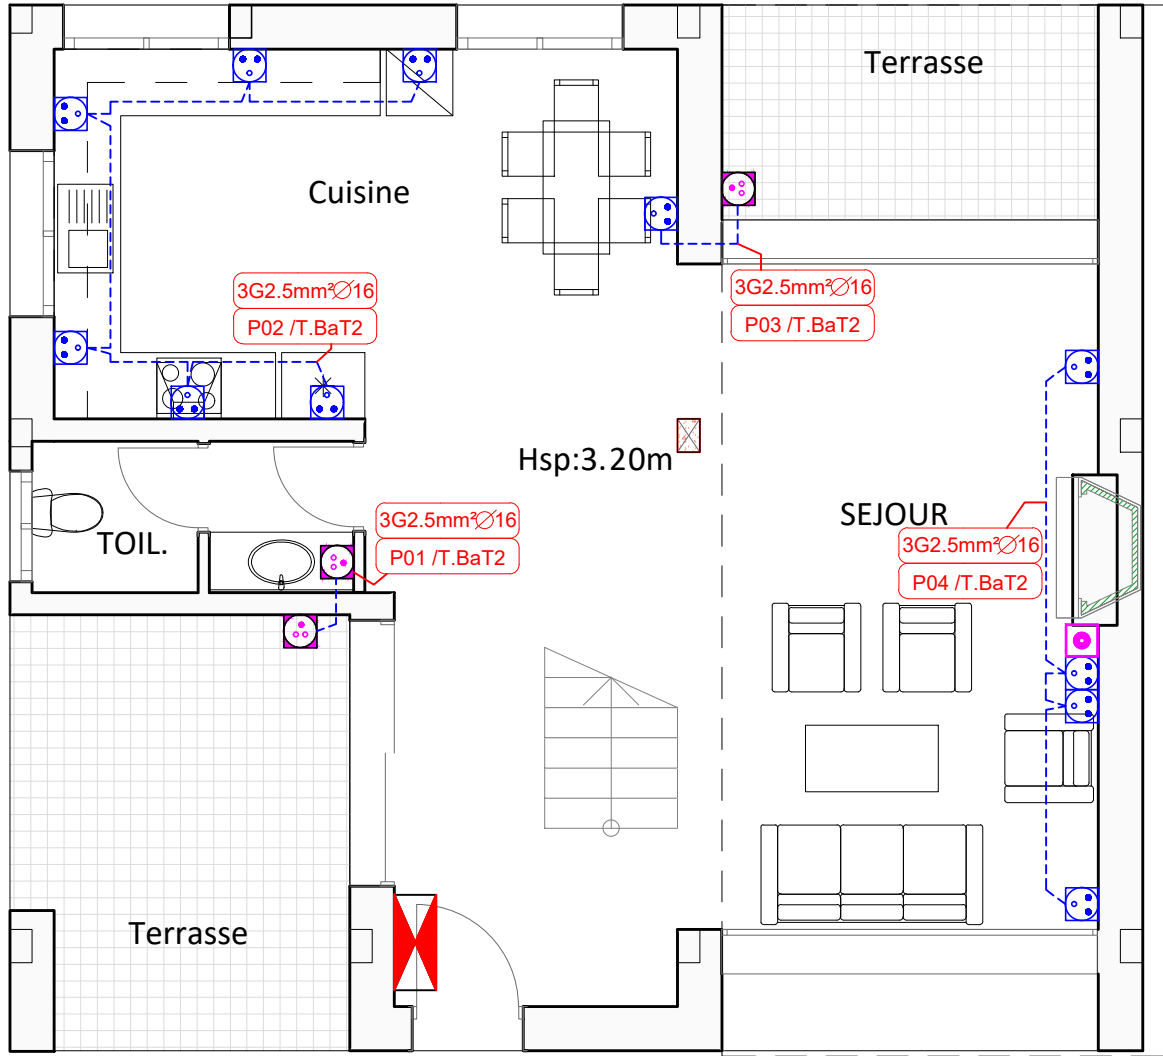 Terrasse
Cuisine
3G2.5mm²∅16
P02 /T.BaT2
3G2.5mm²∅16
P03 /T.BaT2
Hsp:3.20m
SEJOUR
3G2.5mm²∅16
P04 /T.BaT2
TOIL.
3G2.5mm²∅16
P01 /T.BaT2
Terrasse